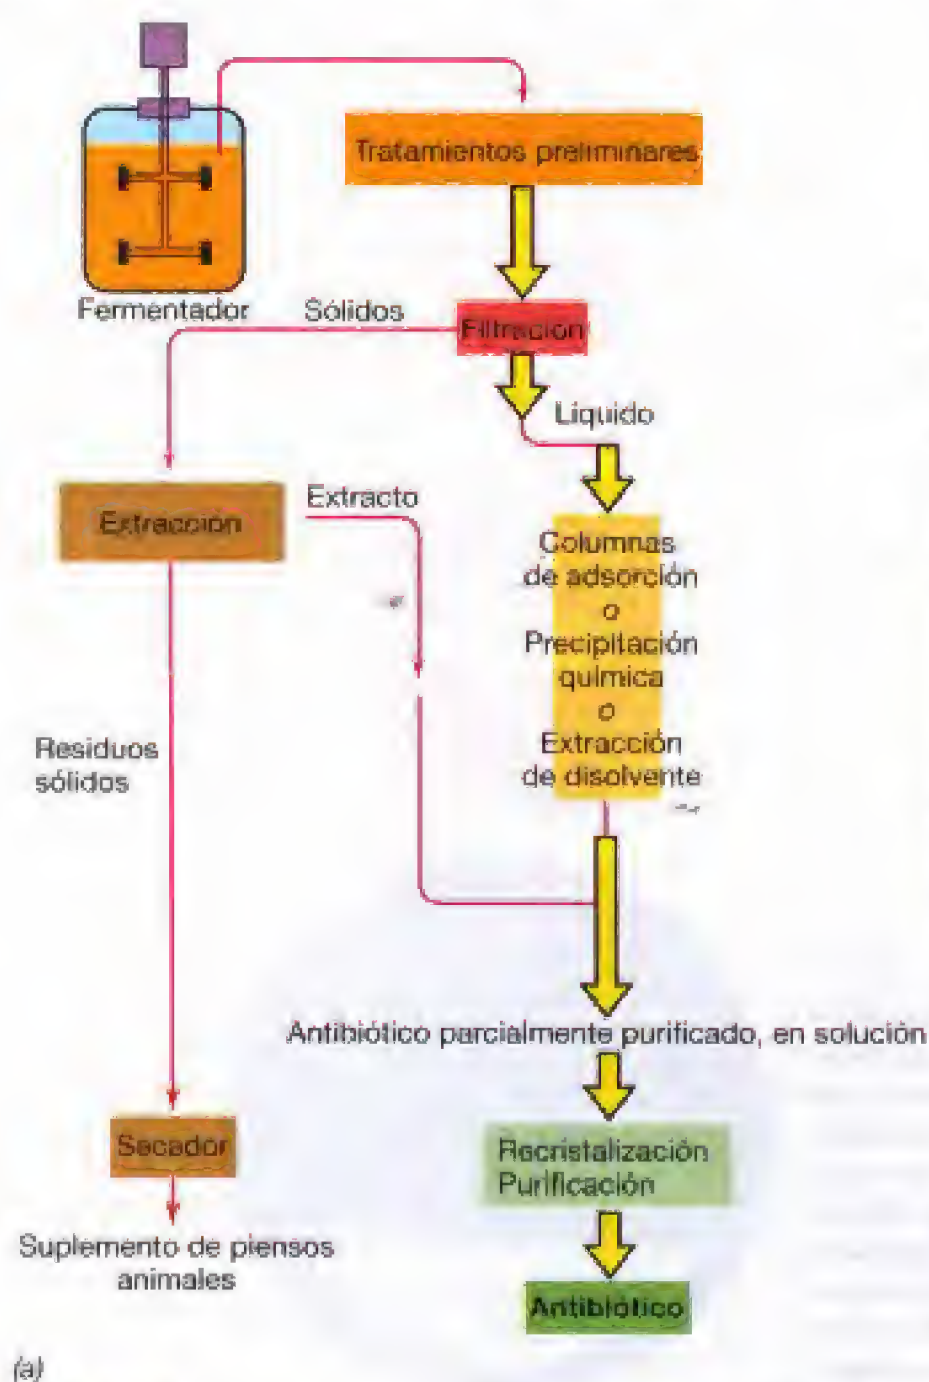 Tratamientos preliminares
Fermentador
Sólidos
Filtración
Líquido
Extracción
Extracto
Columnas
de adsorción
o
Precipitación
química
o
Extracción
de disolvente
Residuos
sólidos
Antibiótico parcialmente purificado, en solución
Secador
Recristalización
Purificación
Suplemento de piensos
animales
Antibiótico
(a)